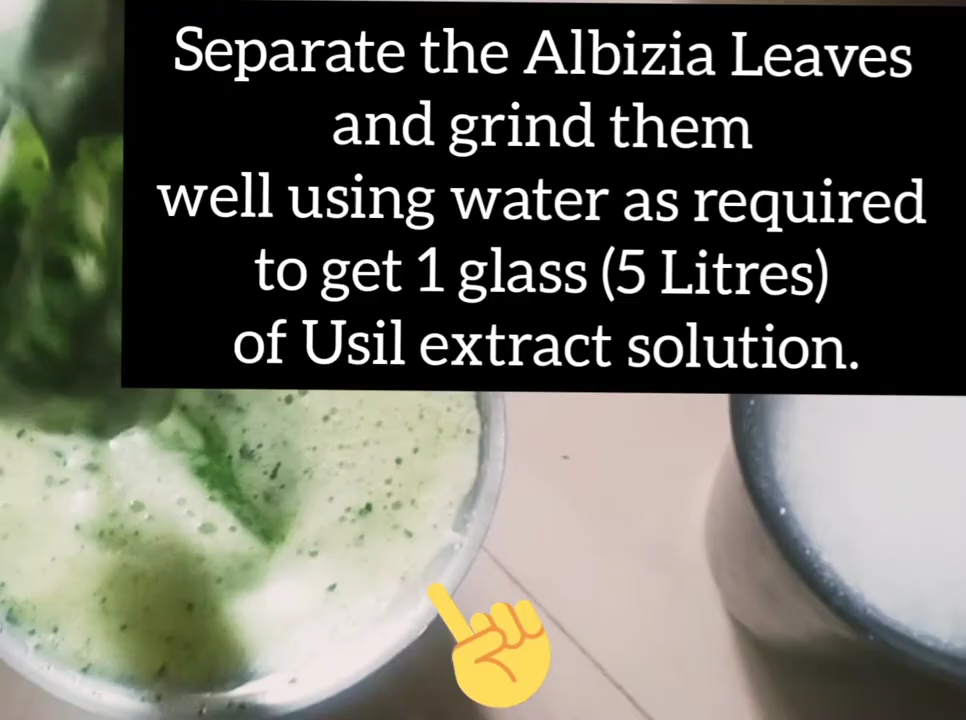 Separate the Albizia Leaves
and grind them
well using water as required
to get 1 glass (5 Litres)
of Usil extract solution.